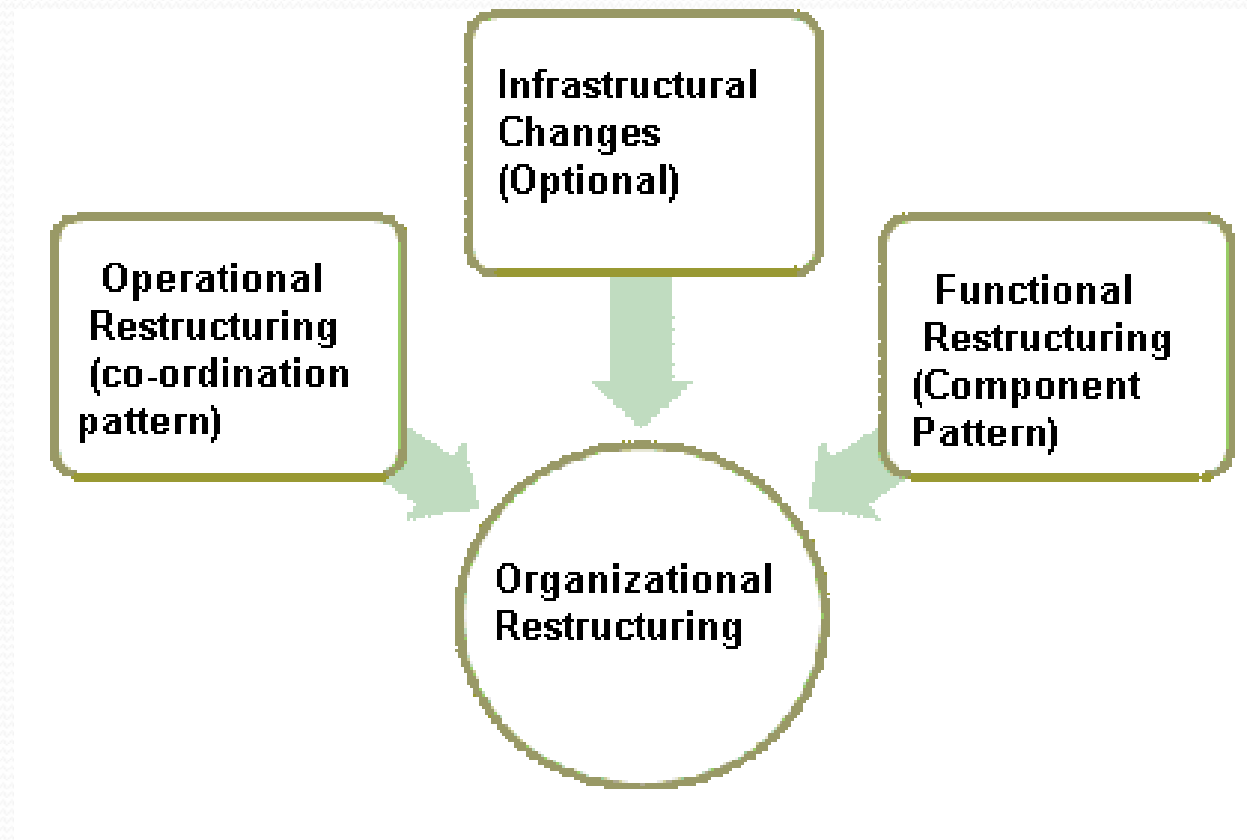 Infrastructural
Changes
(Optional)
Operational
Restructuring
(co-ordination
pattern)
Functional
Restructuring
(Component
Pattern)
Organizational
Restructuring